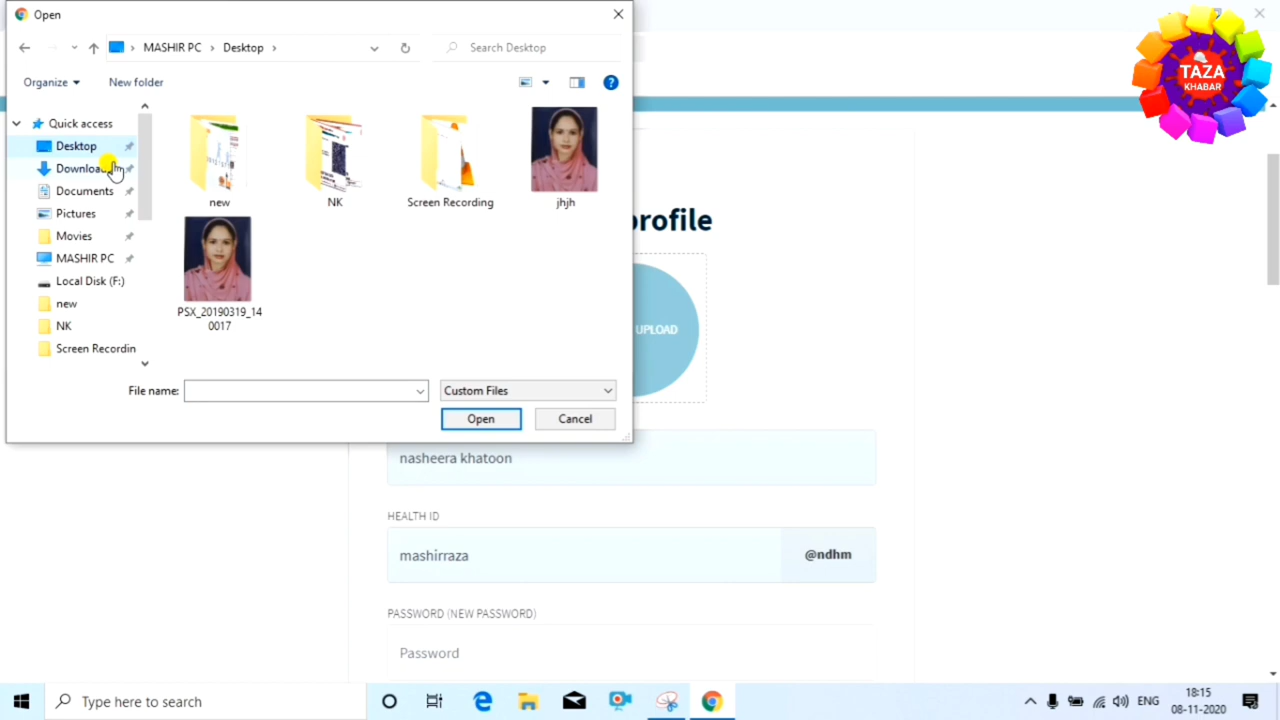 Open
MASHIR PC
Desktop
Search Desktop
Organize
New folder
Quick access
Desktop
Documents
Pictures
Movies
MASHIR PC
Local Disk (F:)
new
NK
Screen Recordin
new
NK
Screen Recording
jhjh
PSX_20190319_14
0017
File name:
Custom Files
Open
Cancel
TAZA
KHABAR
profile
UPLOAD
nasheera khatoon
HEALTH ID
mashirraza
@ndhm
PASSWORD (NEW PASSWORD)
Password
Type here to search
ENG
18:15
08-11-2020